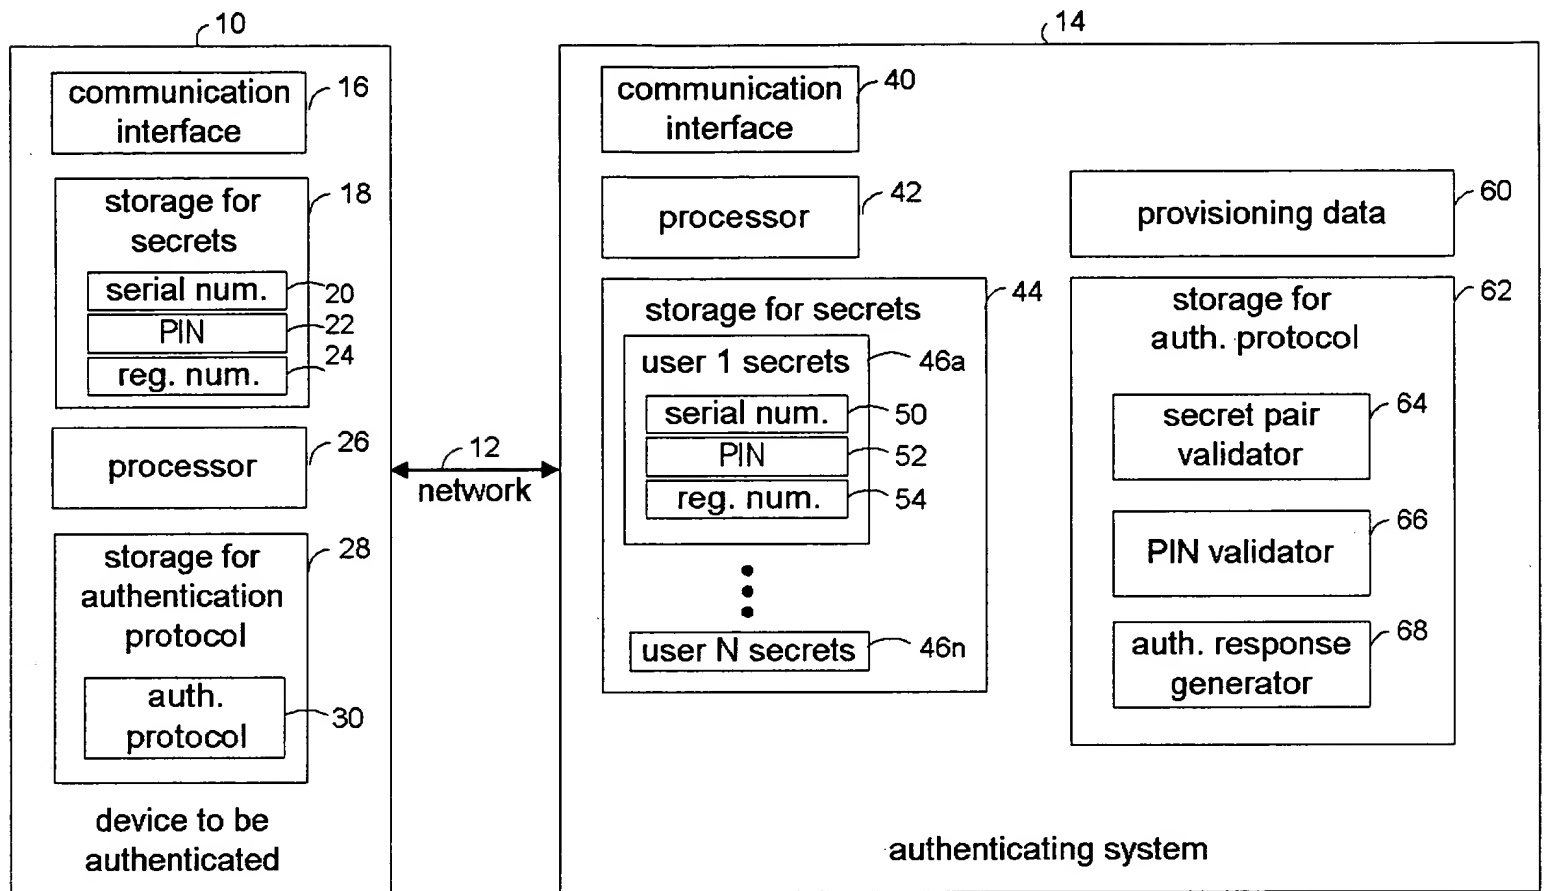 10
communication
interface
16
storage for
secrets
18
serial num.
20
PIN
22
reg. num.
24
processor
26
storage for
authentication
protocol
28
auth.
protocol
30
device to be
authenticated
12
network
14
communication
interface
40
processor
42
storage for secrets
44
user 1 secrets
46a
serial num.
50
PIN
52
reg. num.
54
user N secrets
46n
provisioning data
60
storage for
auth. protocol
62
secret pair
validator
64
PIN validator
66
auth. response
generator
68
authenticating system